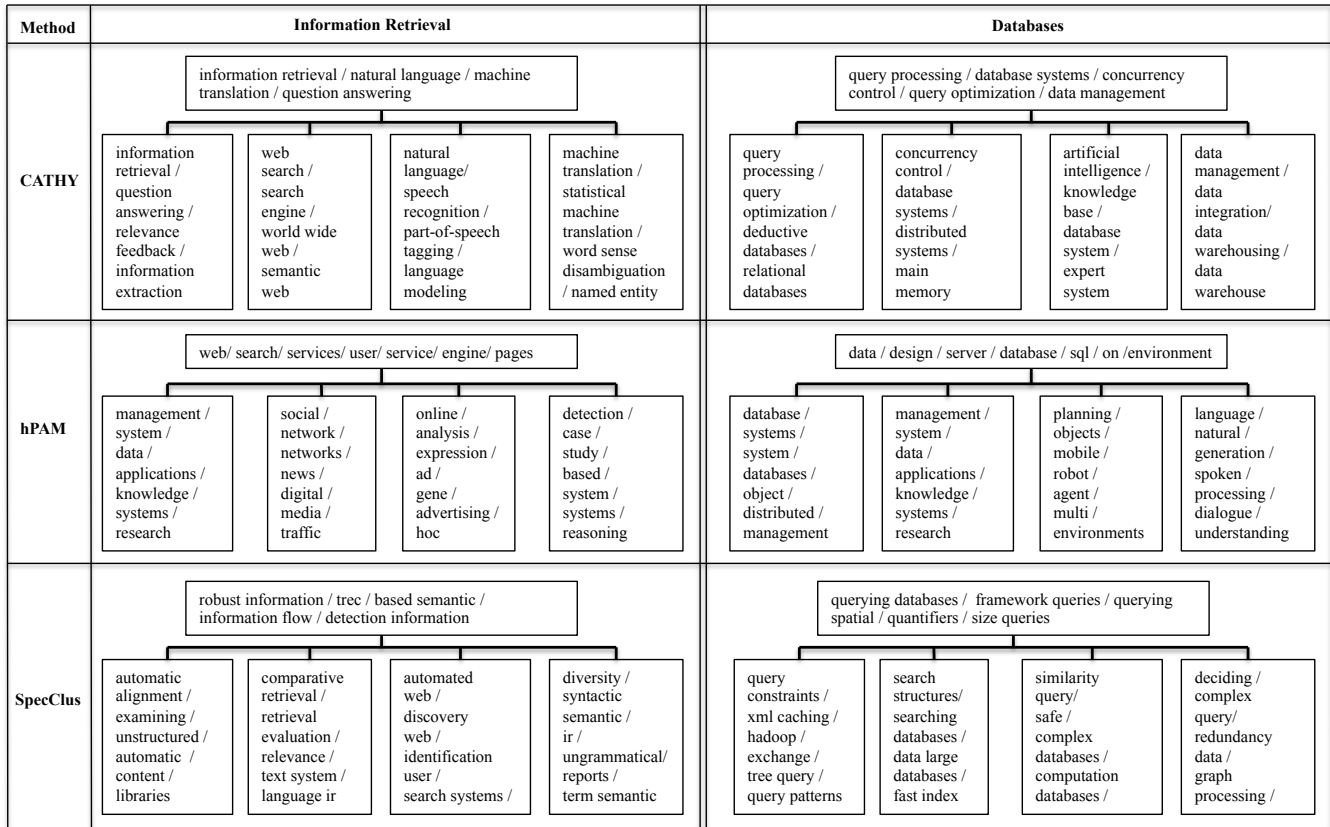 Method
Information Retrieval
Databases
CATHY
information retrieval / natural language / machine
translation / question answering
information
retrieval /
question
answering /
relevance
feedback /
information
extraction
web
search /
search
engine /
world wide
web /
semantic
web
natural
language/
speech
recognition /
part-of-speech
tagging /
language
modeling
machine
translation /
statistical
machine
translation /
word sense
disambiguation
/ named entity
query processing / database systems / concurrency
control / query optimization / data management
query
processing /
query
optimization /
deductive
databases /
relational
databases
concurrency
control /
database
systems /
distributed
systems /
main
memory
artificial
intelligence /
knowledge
base /
database
system /
expert
system
data
management /
data
integration/
data
warehousing /
data
warehouse
hPAM
web/ search/ services/ user/ service/ engine/ pages
management /
system /
data /
applications /
knowledge /
systems /
research
social /
network /
networks /
news /
digital /
media /
traffic
online /
analysis /
expression /
ad /
gene /
advertising /
hoc
detection /
case /
study /
based /
system /
systems /
reasoning
data / design / server / database / sql / on /environment
database /
systems /
system /
databases /
object /
distributed /
management
management /
system /
data /
applications /
knowledge /
systems /
research
planning /
objects /
mobile /
robot /
agent /
multi /
environments
language /
natural /
generation /
spoken /
processing /
dialogue /
understanding
SpecClus
robust information / trec / based semantic /
information flow / detection information
automatic
alignment /
examining /
unstructured /
automatic /
content /
libraries
comparative
retrieval /
retrieval
evaluation /
relevance /
text system /
language ir
automated
web /
discovery
web /
identification
user /
search systems /
diversity /
syntactic
semantic /
ir /
ungrammatical/
reports /
term semantic
querying databases / framework queries / querying
spatial / quantifiers / size queries
query
constraints /
xml caching /
hadoop /
exchange /
tree query /
query patterns
search
structures/
searching
databases /
data large
databases /
fast index
similarity
query/
safe /
complex
databases /
computation
databases /
deciding /
complex
query/
redundancy
data /
graph
processing /